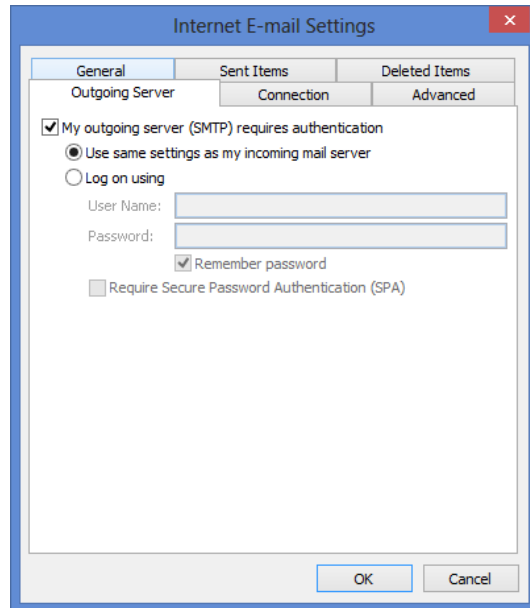 Internet E-mail Settings
General Sent Items Deleted Items
Outgoing Server Connection Advanced
My outgoing server (SMTP) requires authentication
Use same settings as my incoming mail server
Log on using
User Name:
Password:
Remember password
Require Secure Password Authentication (SPA)
OK Cancel